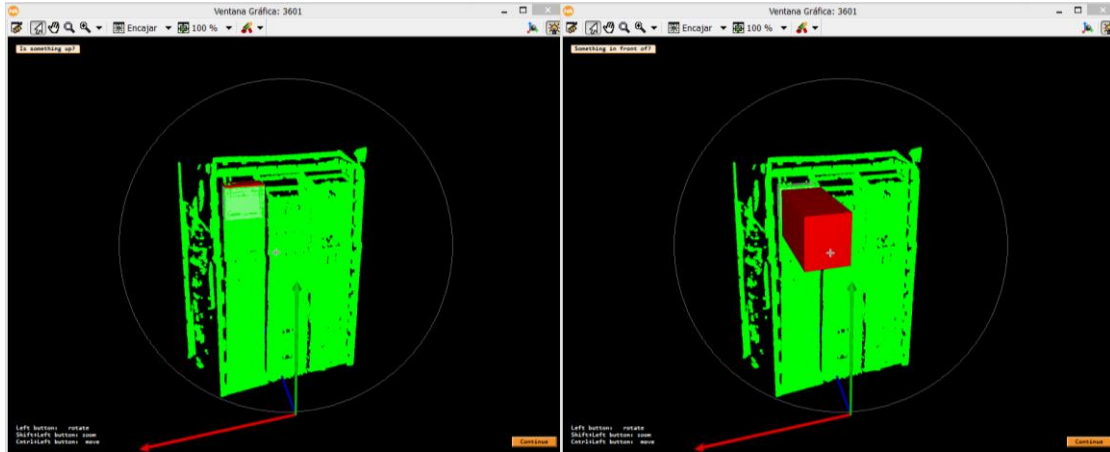 Ventana Gráfica: 3601
Encajar 100 %
Is something up?
Left button: rotate
Shift+Left button: zoom
Cntrl+Left button: move
Continue
Ventana Gráfica: 3601
Encajar 100 %
Something in front of?
Left button: rotate
Shift+Left button: zoom
Cntrl+Left button: move
Continue